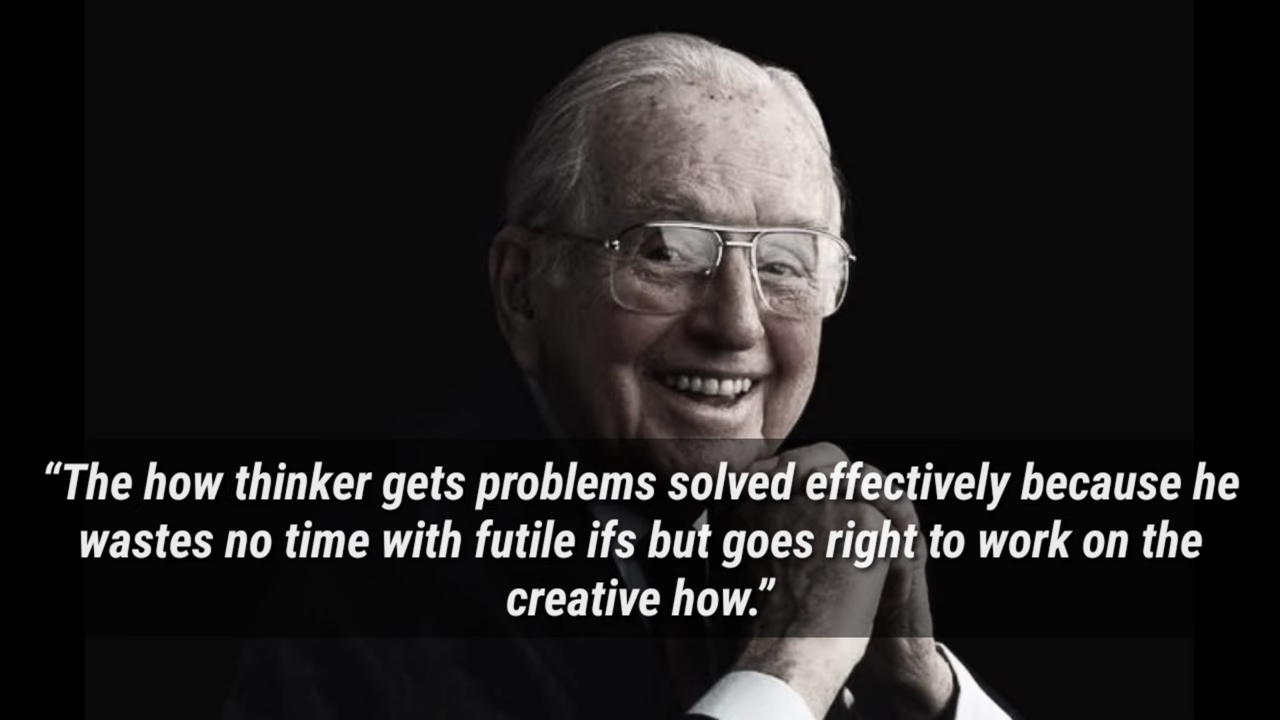 “The how thinker gets problems solved effectively because he
wastes no time with futile ifs but goes right to work on the
creative how.”